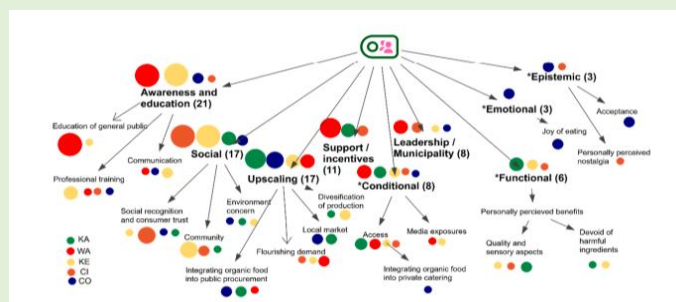 *Epistemic (3)
Awareness and
education (21)
*Emotional (3)
Acceptance
Education of general public
Joy of eating
Support /
incentives
(11)
Leadership /
Municipality (8)
Social (17)
Communication
Personally perceived
nostalgia
Professional training
Upscaling (17)
*Conditional (8)
*Functional (6)
Environment
concern
Diversification
of production
Social recognition
and consumer trust
Personally percieved benefits
Local market
Media exposures
Community
Access
KA
WA
KE
CI
CO
Flourishing demand
Quality and
sensory aspects
Devoid of
harmful
ingredients
Integrating organic food
into public procurement
Integrating organic food
into private catering